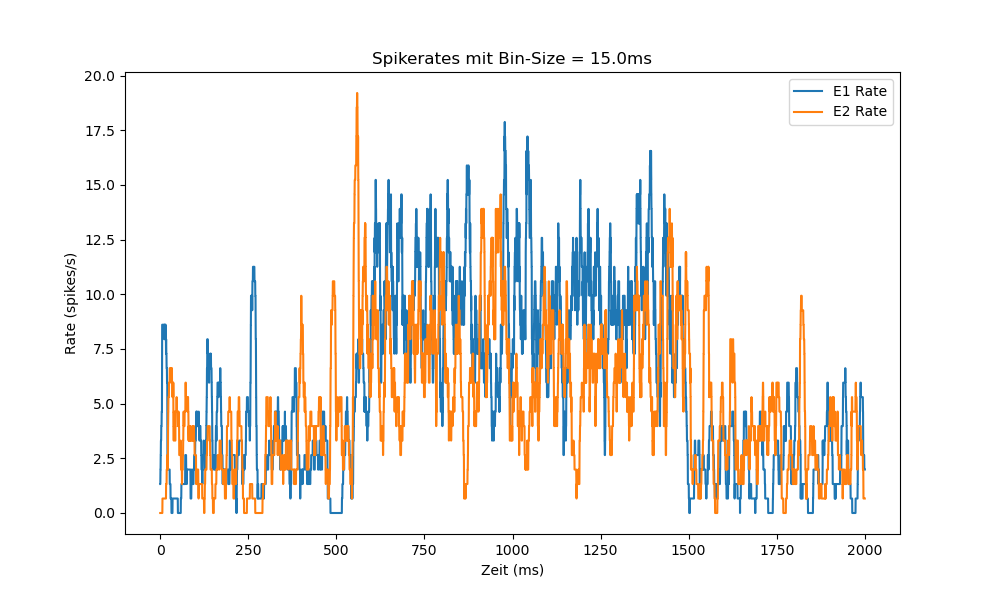 Spikerates mit Bin-Size = 15.0ms
20.0
17.5
15.0
12.5
10.0
7.5
5.0
2.5
0.0
Rate (spikes/s)
E1 Rate
E2 Rate
0 250 500 750 1000 1250 1500 1750 2000
Zeit (ms)